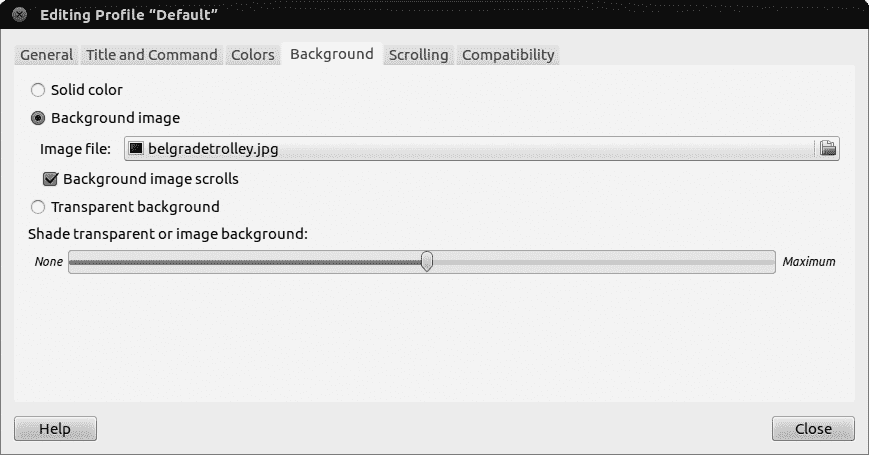 Editing Profile “Default”
General Title and Command Colors Background Scrolling Compatibility
Solid color
Background image
Image file: belgradetrolley.jpg
Background image scrolls
Transparent background
Shade transparent or image background:
None Maximum
Help Close